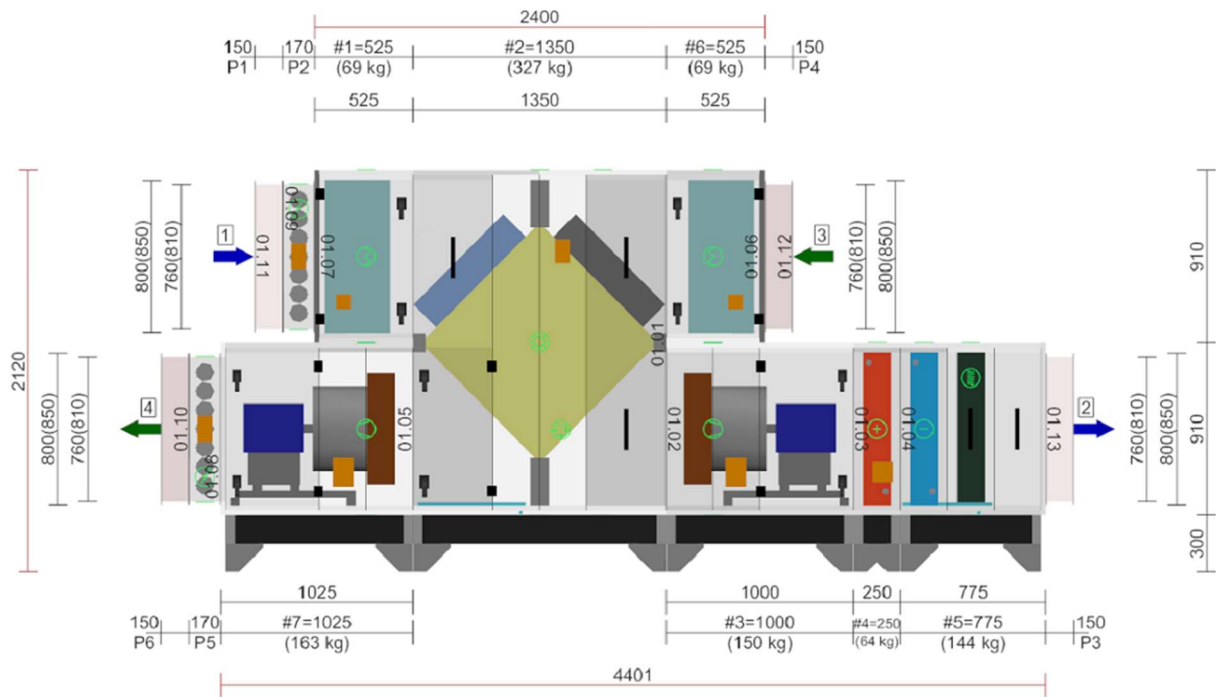 2400
150 170 #1=525 #2=1350 #6=525 150
P1 P2 (69 kg) (327 kg) (69 kg) P4
525 1350 525
800(850) 760(810) 1 01.11 01.09 01.07 01.06 01.12 3 760(810) 800(850) 910
2120
01.01
800(850) 760(810) 4 01.10 01.08 01.05 01.02 01.03 01.04 01.13 2 760(810) 800(850) 910
300
1025 1000 250 775
150 170 #7=1025 #3=1000 #4=250 #5=775 150
P6 P5 (163 kg) (150 kg) (64 kg) (144 kg) P3
4401